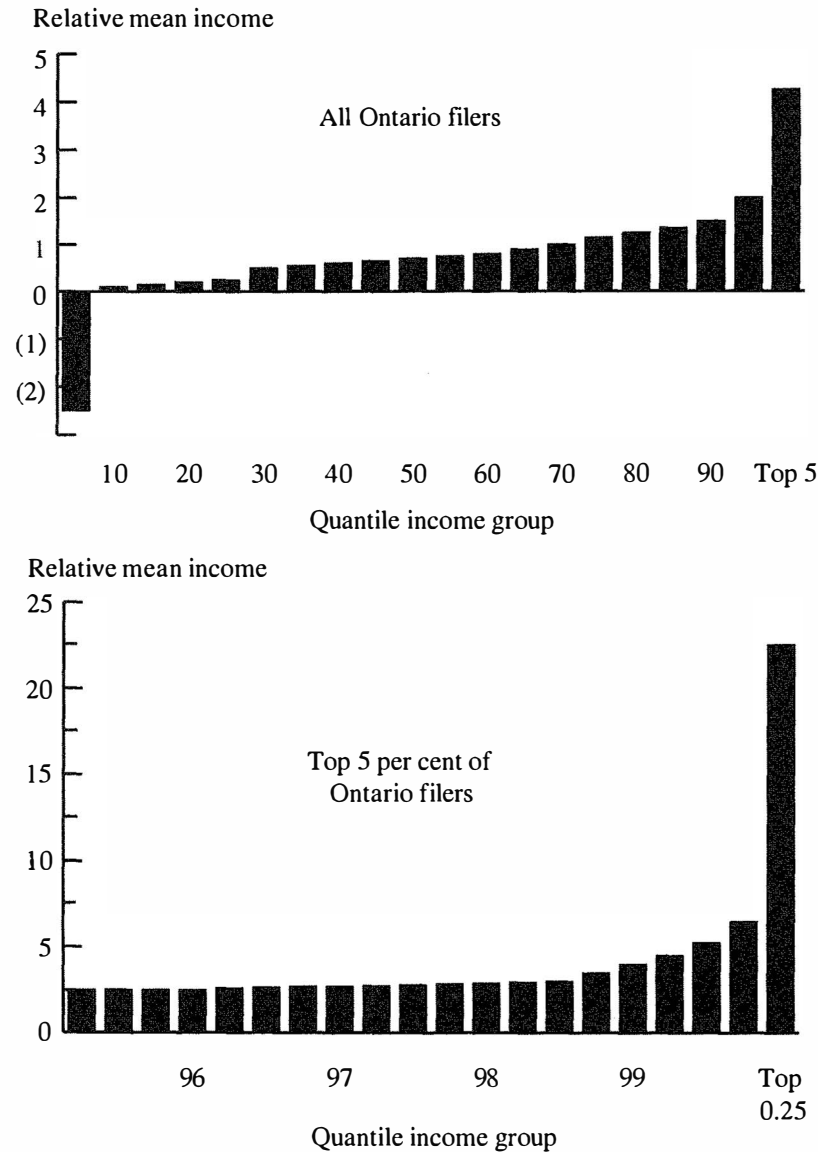 Relative mean income
5
4
3
2
1
0
(1)
(2)
All Ontario filers
10 20 30 40 50 60 70 80 90 Top 5
Quantile income group
Relative mean income
25
20
15
10
5
0
Top 5 per cent of
Ontario filers
96 97 98 99 Top
0.25
Quantile income group